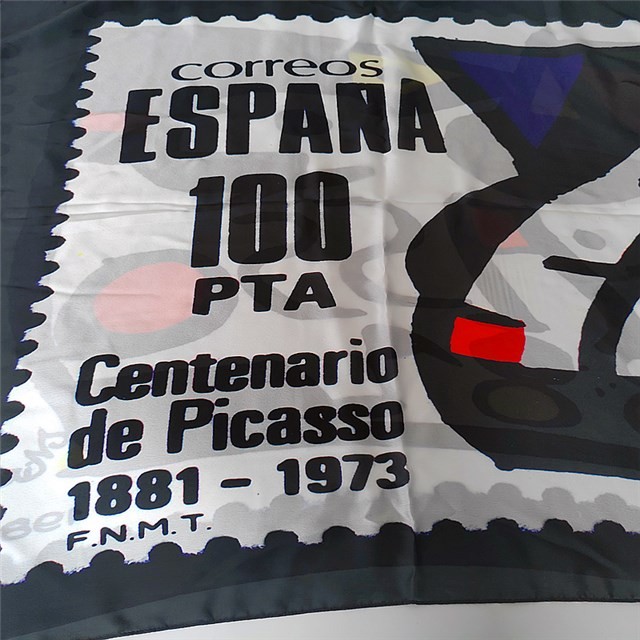 correos
ESPAÑA
100
PTA
Centenario
de Picasso
1881 - 1973
F.N.M.T.